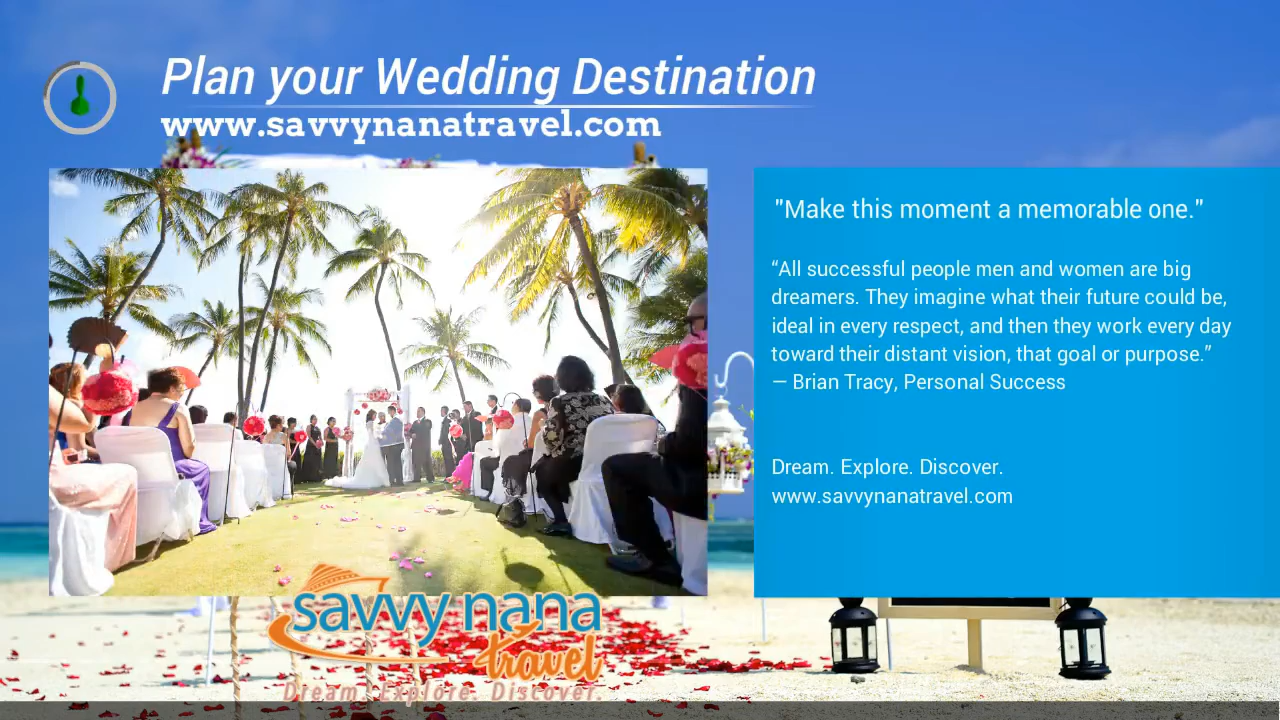 Plan your Wedding Destination
www.savvynanatravel.com
"Make this moment a memorable one."
“All successful people men and women are big
dreamers. They imagine what their future could be,
ideal in every respect, and then they work every day
toward their distant vision, that goal or purpose.”
— Brian Tracy, Personal Success
Dream. Explore. Discover.
www.savvynanatravel.com
savvy nana
travel
Dream. Explore. Discover.